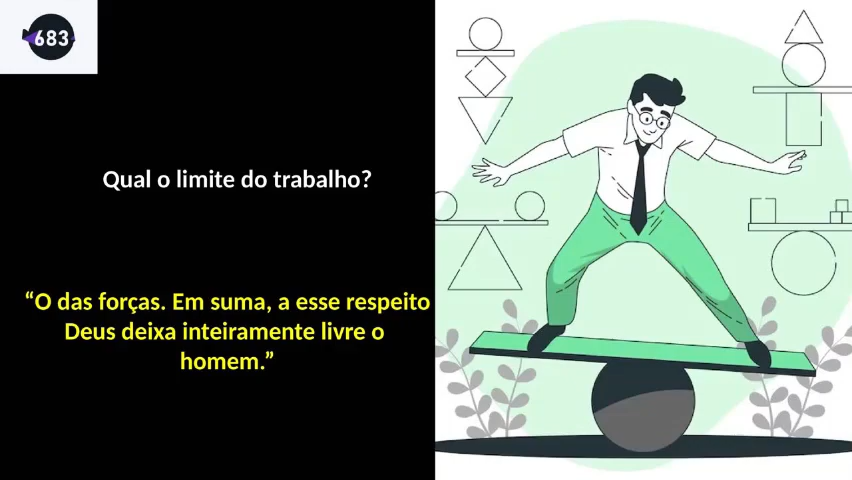 683
Qual o limite do trabalho?
“O das forças. Em suma, a esse respeito
Deus deixa inteiramente livre o
homem.”